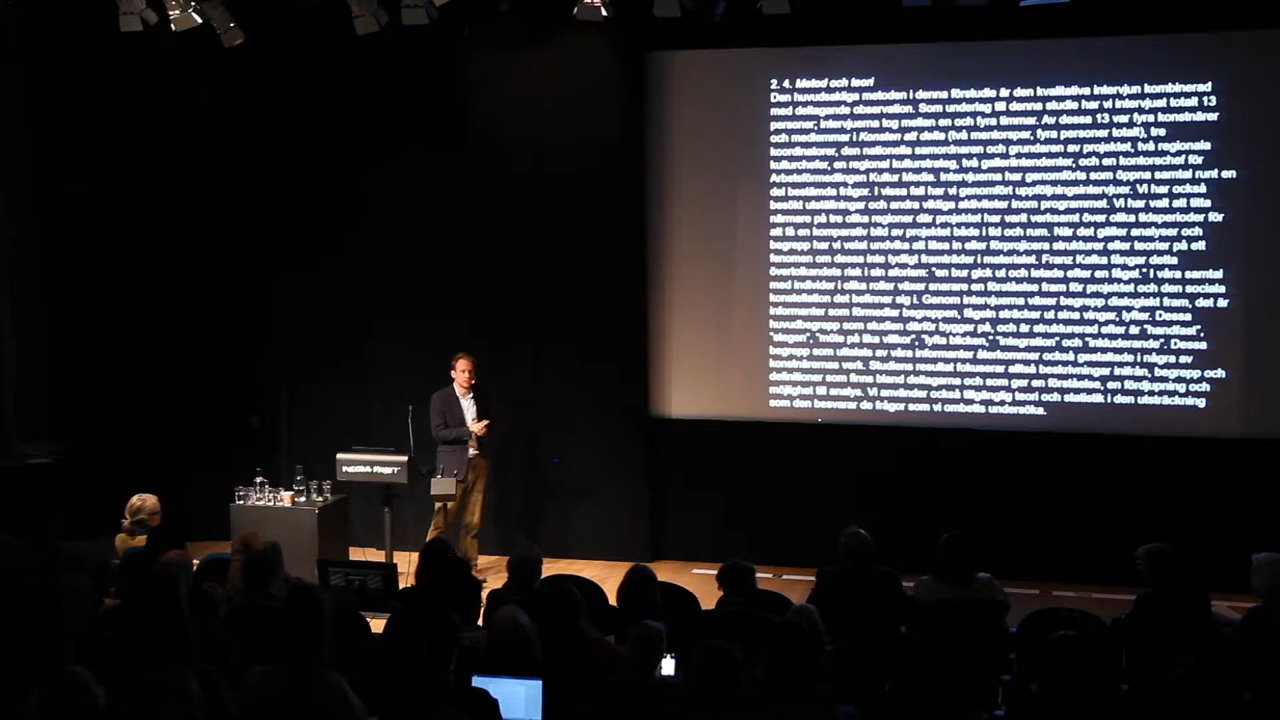 2. 4. Metod och teori
Den huvudsakliga metoden i denna förstudie är den kvalitativa intervjun kombinerad
med deltagande observation. Som underlag till denna studie har vi intervjuat totalt 13
personer; intervjuerna tog mellan en och fyra timmar. Av dessa 13 var fyra konstnärer
och medlemmar i Konsten att delta (två mentorspar, fyra personer totalt), tre
koordinatorer, den nationella samordnaren och grundaren av projektet, två regionala
kulturchefer, en regional kulturstrateg, två galleriintendenter, och en kontorschef för
Arbetsförmedlingen Kultur Media. Intervjuerna har genomförts som öppna samtal runt en
del bestämda frågor. I vissa fall har vi genomfört uppföljningsintervjuer. Vi har också
besökt utställningar och andra viktiga aktiviteter inom programmet. Vi har valt att titta
närmare på tre olika regioner där projektet har varit verksamt över olika tidsperioder för
att få en komparativ bild av projektet både i tid och rum. När det gäller analyser och
begrepp har vi velat undvika att läsa in eller förprojicera strukturer eller teorier på ett
fenomen om dessa inte tydligt framträder i materialet. Franz Kafka fångar detta
övertolkandets risk i sin aforism: "en bur gick ut och letade efter en fågel." I våra samtal
med individer i olika roller växer snarare en förståelse fram för projektet och den sociala
konstellation det befinner sig i. Genom intervjuerna växer begrepp dialogiskt fram, det är
informanter som förmedlar begreppen, fågeln sträcker ut sina vingar, lyfter. Dessa
huvudbegrepp som studien därför bygger på, och är strukturerad efter är "handfast",
"stegen", "möte på lika villkor", "lyfta blicken," "integration" och "inkluderande". Dessa
begrepp som uttalats av våra informanter återkommer också gestaltade i några av
konstnärernas verk. Studiens resultat fokuserar alltså beskrivningar inifrån, begrepp och
definitioner som finns bland deltagarna och som ger en förståelse, en fördjupning och
möjlighet till analys. Vi använder också tillgänglig teori och statistik i den utsträckning
som den besvarar de frågor som vi ombetts undersöka.